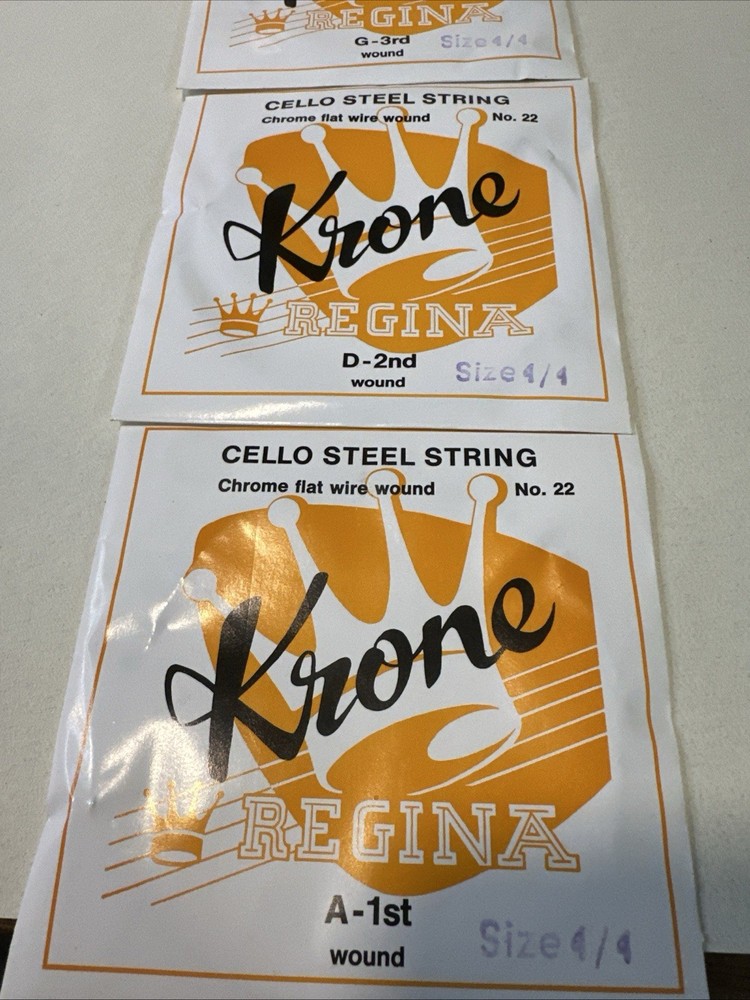 REGINA
G-3rd Size 4/4
wound
CELLO STEEL STRING
Chrome flat wire wound No. 22
Krone
REGINA
D-2nd Size 4/4
wound
CELLO STEEL STRING
Chrome flat wire wound No. 22
Krone
REGINA
A-1st
wound Size 4/4